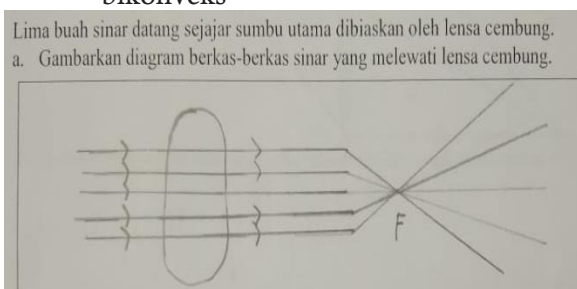 bikonveks
Lima buah sinar datang sejajar sumbu utama dibiaskan oleh lensa cembung.
a. Gambarkan diagram berkas-berkas sinar yang melewati lensa cembung.
F